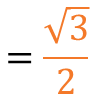 = √3/2